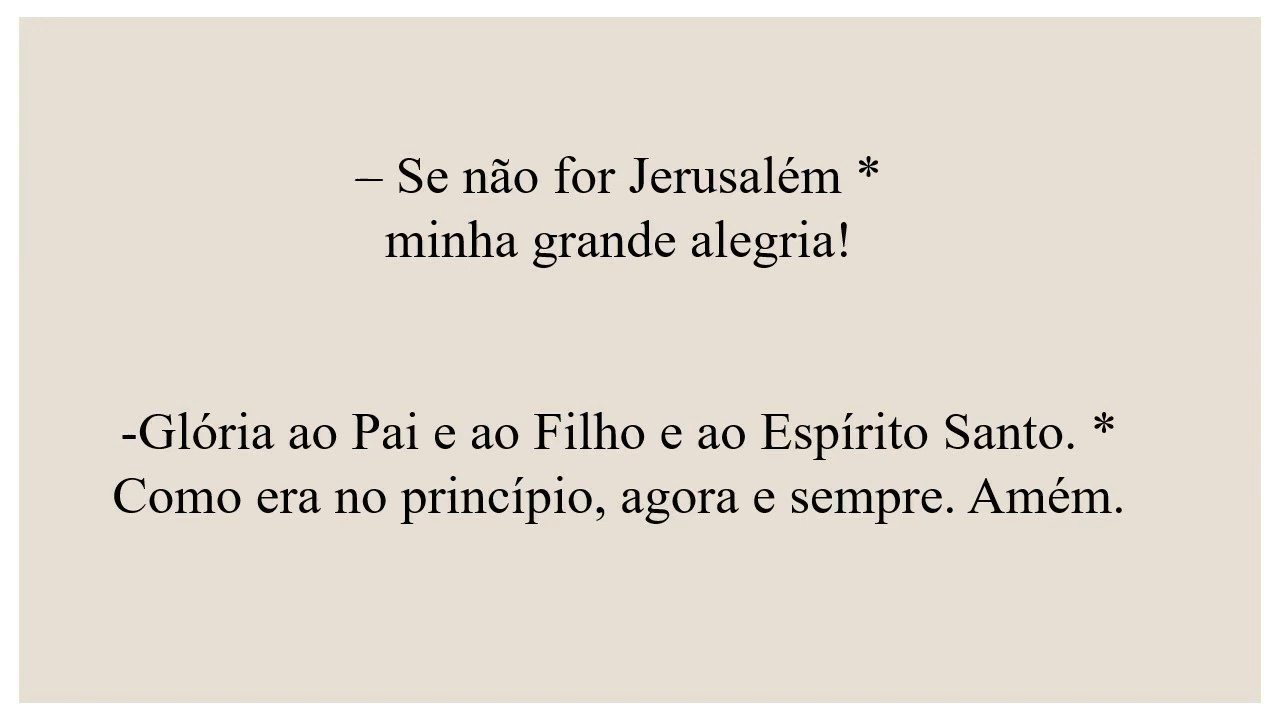 – Se não for Jerusalém *
minha grande alegria!
-Glória ao Pai e ao Filho e ao Espírito Santo. *
Como era no princípio, agora e sempre. Amém.